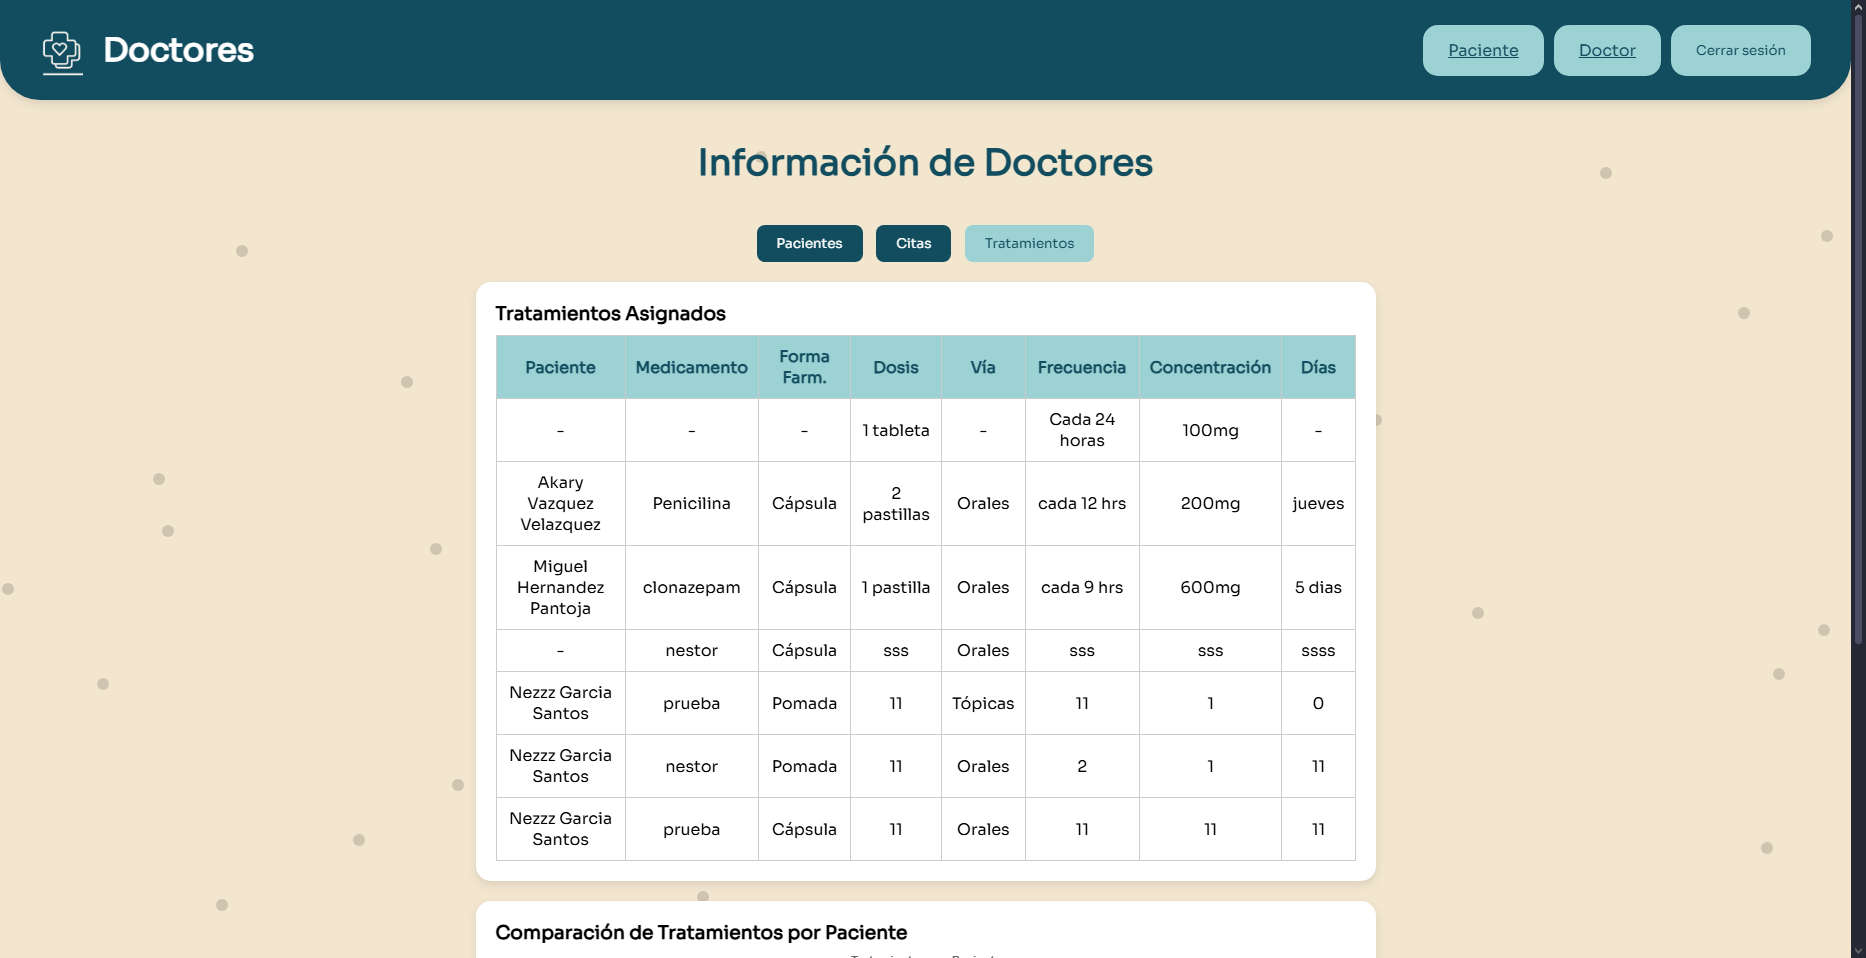 Doctores
Paciente
Doctor
Cerrar sesión
Información de Doctores
Pacientes
Citas
Tratamientos
Tratamientos Asignados
Paciente Medicamento Forma Farm. Dosis Vía Frecuencia Concentración Días
- - - 1 tableta - Cada 24 horas 100mg -
Akary Vazquez Velazquez Penicilina Cápsula 2 pastillas Orales cada 12 hrs 200mg jueves
Miguel Hernandez Pantoja clonazepam Cápsula 1 pastilla Orales cada 9 hrs 600mg 5 dias
- nestor Cápsula sss Orales sss sss ssss
Nezzz Garcia Santos prueba Pomada 11 Tópicas 11 1 0
Nezzz Garcia Santos nestor Pomada 11 Orales 2 1 11
Nezzz Garcia Santos prueba Cápsula 11 Orales 11 11 11
Comparación de Tratamientos por Paciente